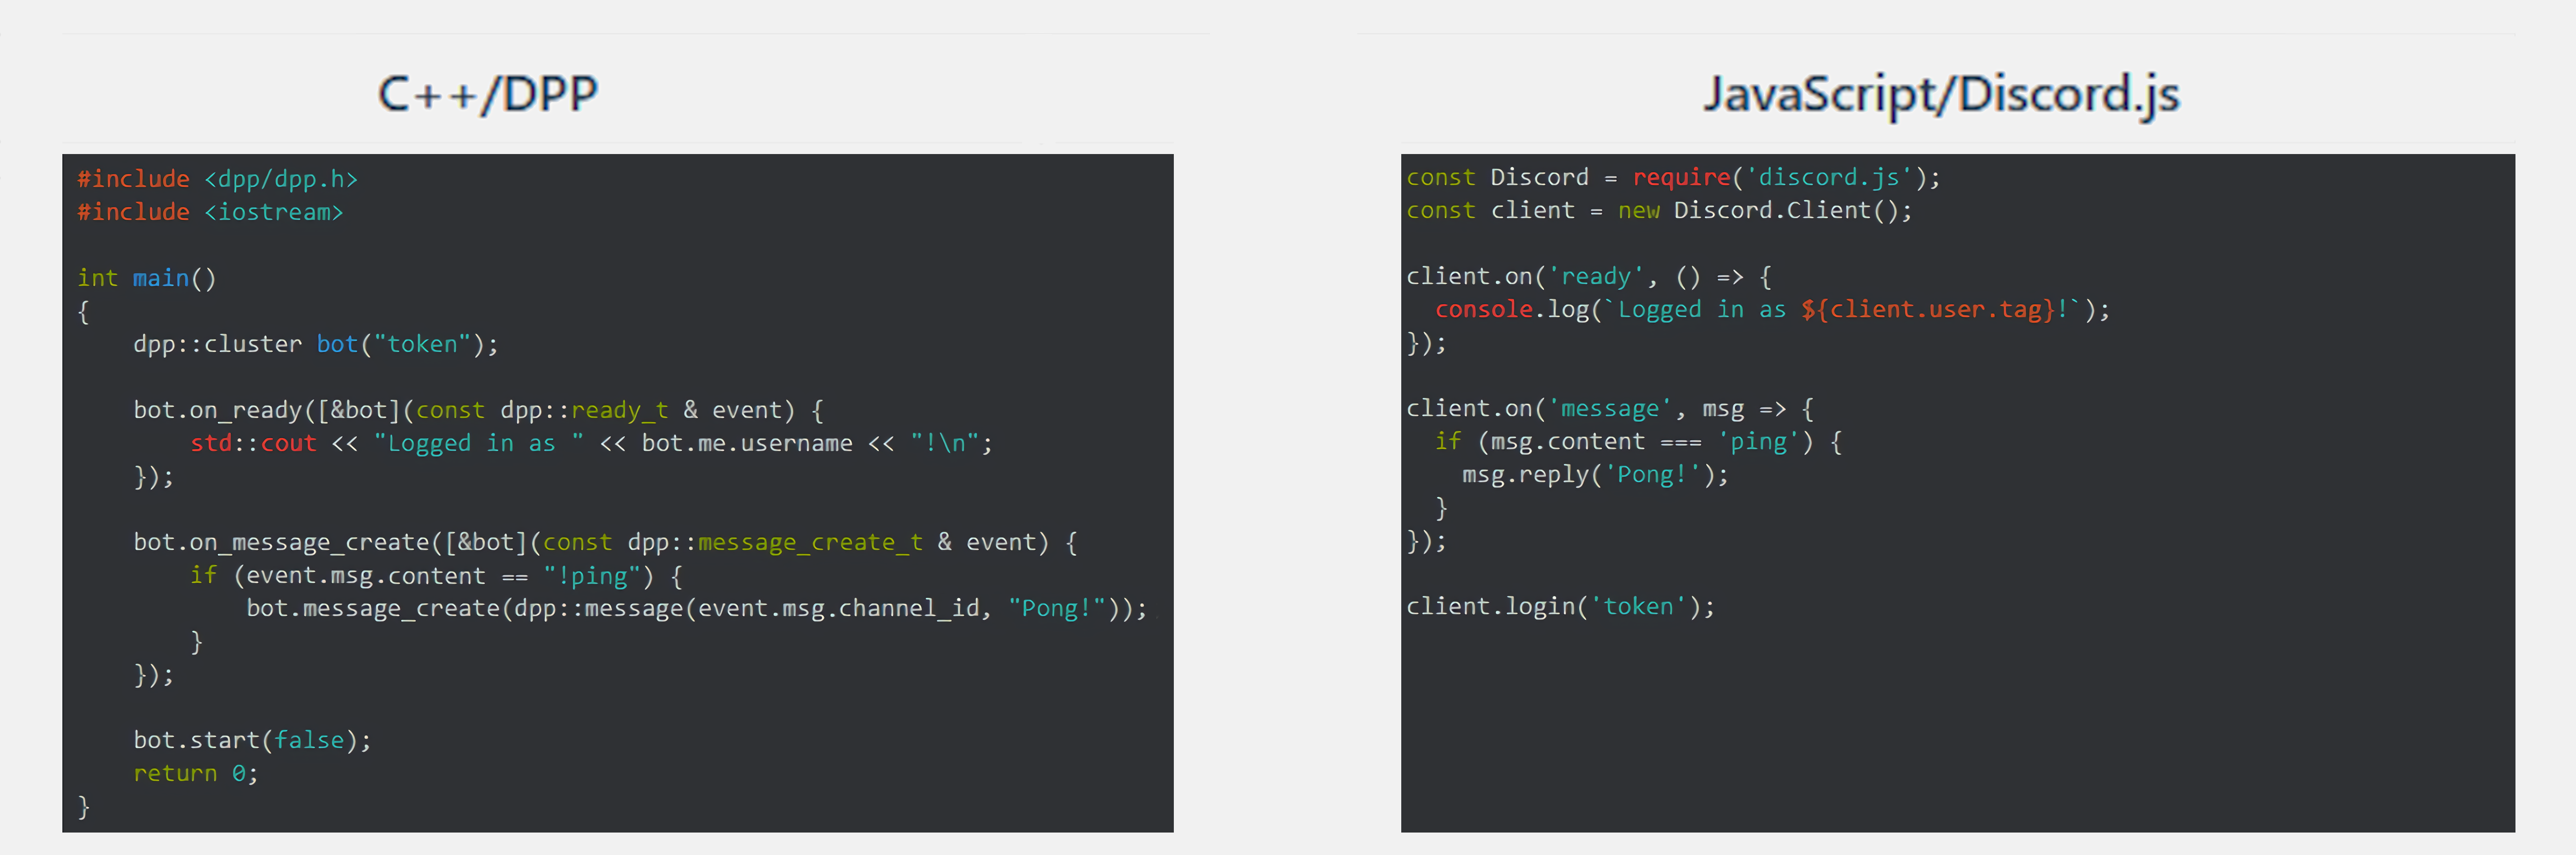 C++/DPP
#include <dpp/dpp.h>
#include <iostream>
int main()
{
    dpp::cluster bot("token");
    bot.on_ready([&bot](const dpp::ready_t & event) {
        std::cout << "Logged in as " << bot.me.username << "!\n";
    });
    bot.on_message_create([&bot](const dpp::message_create_t & event) {
        if (event.msg.content == "!ping") {
            bot.message_create(dpp::message(event.msg.channel_id, "Pong!"));
        }
    });
    bot.start(false);
    return 0;
}
JavaScript/Discord.js
const Discord = require('discord.js');
const client = new Discord.Client();
client.on('ready', () => {
  console.log(`Logged in as ${client.user.tag}!`);
});
client.on('message', msg => {
  if (msg.content === 'ping') {
    msg.reply('Pong!');
  }
});
client.login('token');